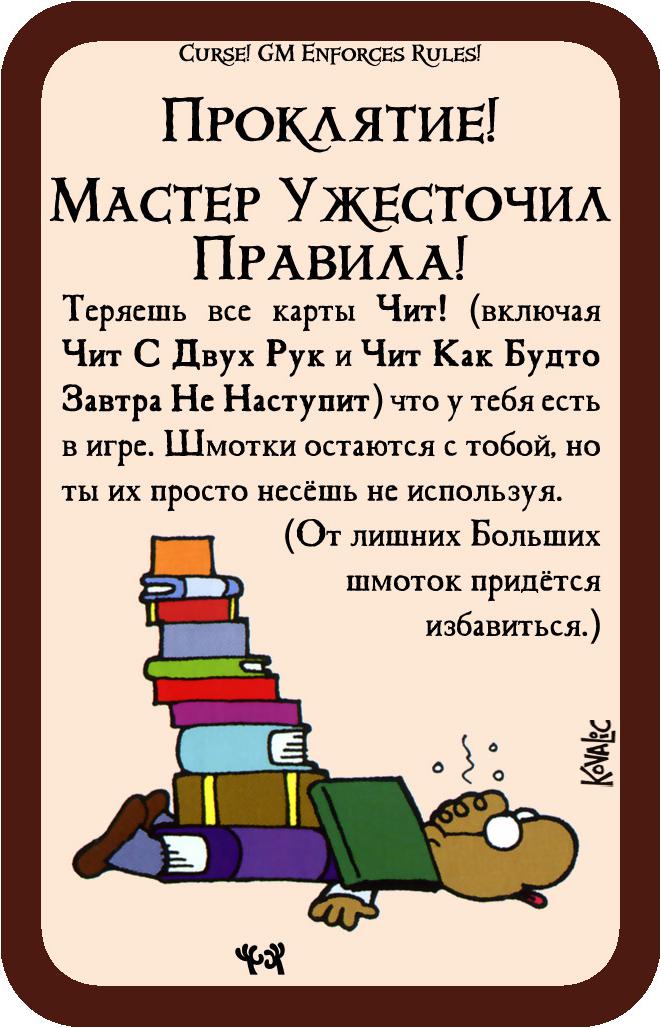 Curse! GM Enforces Rules!
Проклятие!
Мастер Ужесточил
Правила!
Теряешь все карты Чит! (включая
Чит С Двух Рук и Чит Как Будто
Завтра Не Наступит) что у тебя есть
в игре. Шмотки остаются с тобой, но
ты их просто несёшь не используя.
(От лишних Больших
шмоток придётся
избавиться.)
Kovalic